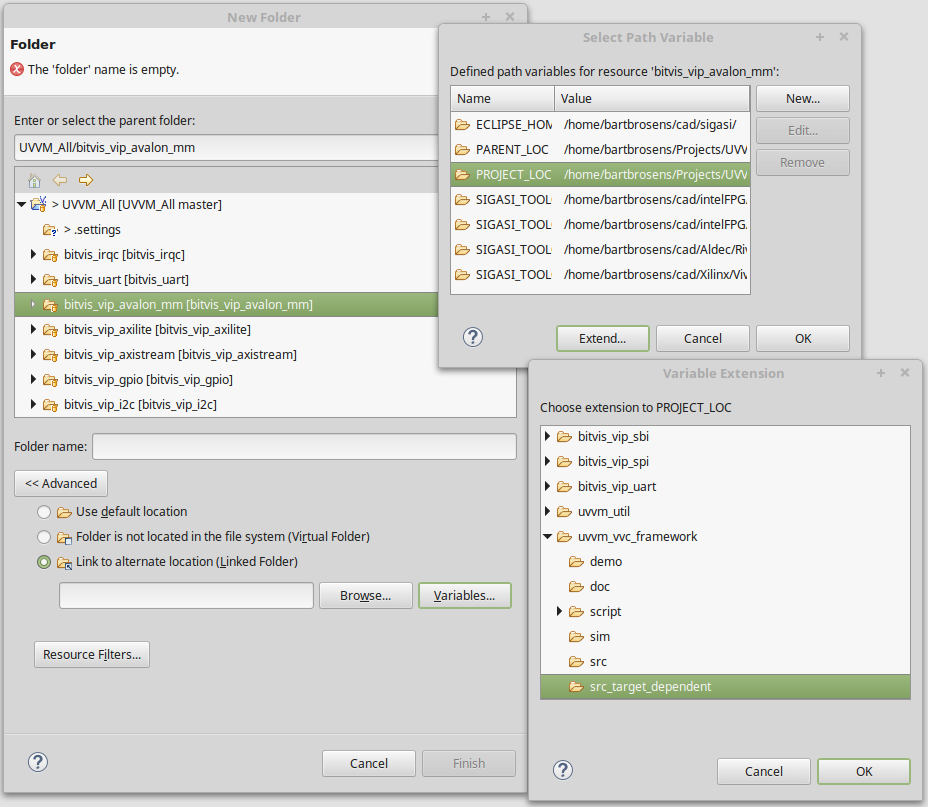 New Folder
Folder
The 'folder' name is empty.
Enter or select the parent folder:
UVVM_All/bitvis_vip_avalon_mm
> UVVM_All [UVVM_All master]
> .settings
bitvis_irqc [bitvis_irqc]
bitvis_uart [bitvis_uart]
bitvis_vip_avalon_mm [bitvis_vip_avalon_mm]
bitvis_vip_axilite [bitvis_vip_axilite]
bitvis_vip_axistream [bitvis_vip_axistream]
bitvis_vip_gpio [bitvis_vip_gpio]
bitvis_vip_i2c [bitvis_vip_i2c]
Folder name:
<< Advanced
Use default location
Folder is not located in the file system (Virtual Folder)
Link to alternate location (Linked Folder)
Browse... Variables...
Resource Filters...
Cancel Finish
Select Path Variable
Defined path variables for resource 'bitvis_vip_avalon_mm':
Name Value
ECLIPSE_HOM /home/bartbrosens/cad/sigasi/
PARENT_LOC /home/bartbrosens/Projects/UVV
PROJECT_LOC /home/bartbrosens/Projects/UVV
SIGASI_TOOL /home/bartbrosens/cad/intelFPG
SIGASI_TOOL /home/bartbrosens/cad/intelFPG
SIGASI_TOOL /home/bartbrosens/cad/Aldec/Riv
SIGASI_TOOL /home/bartbrosens/cad/Xilinx/Viv
New...
Edit...
Remove
Extend... Cancel OK
Variable Extension
Choose extension to PROJECT_LOC
bitvis_vip_sbi
bitvis_vip_spi
bitvis_vip_uart
uvvm_util
uvvm_vvc_framework
demo
doc
script
sim
src
src_target_dependent
Cancel OK